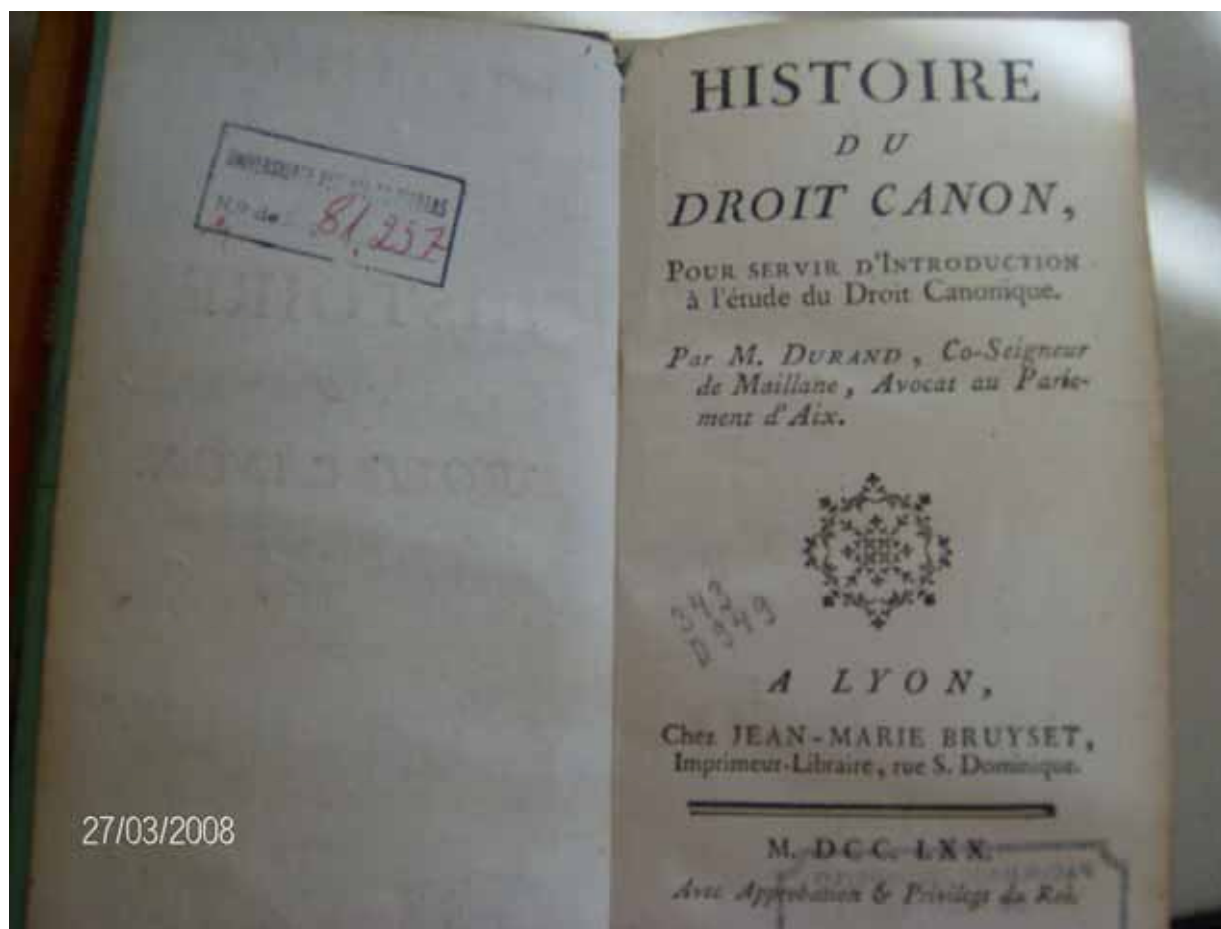 N.º de 81.257
HISTOIRE
DU
DROIT CANON,
POUR SERVIR D'INTRODUCTION
à l'étude du Droit Canonique.
Par M. DURAND, Co-Seigneur
de Maillane, Avocat au Parle-
ment d'Aix.
343
D949
A LYON,
Chez JEAN-MARIE BRUYSET,
Imprimeur-Libraire, rue S. Dominique.
M. DCC. LXX.
Avec Approbation & Privilege du Roi.
27/03/2008